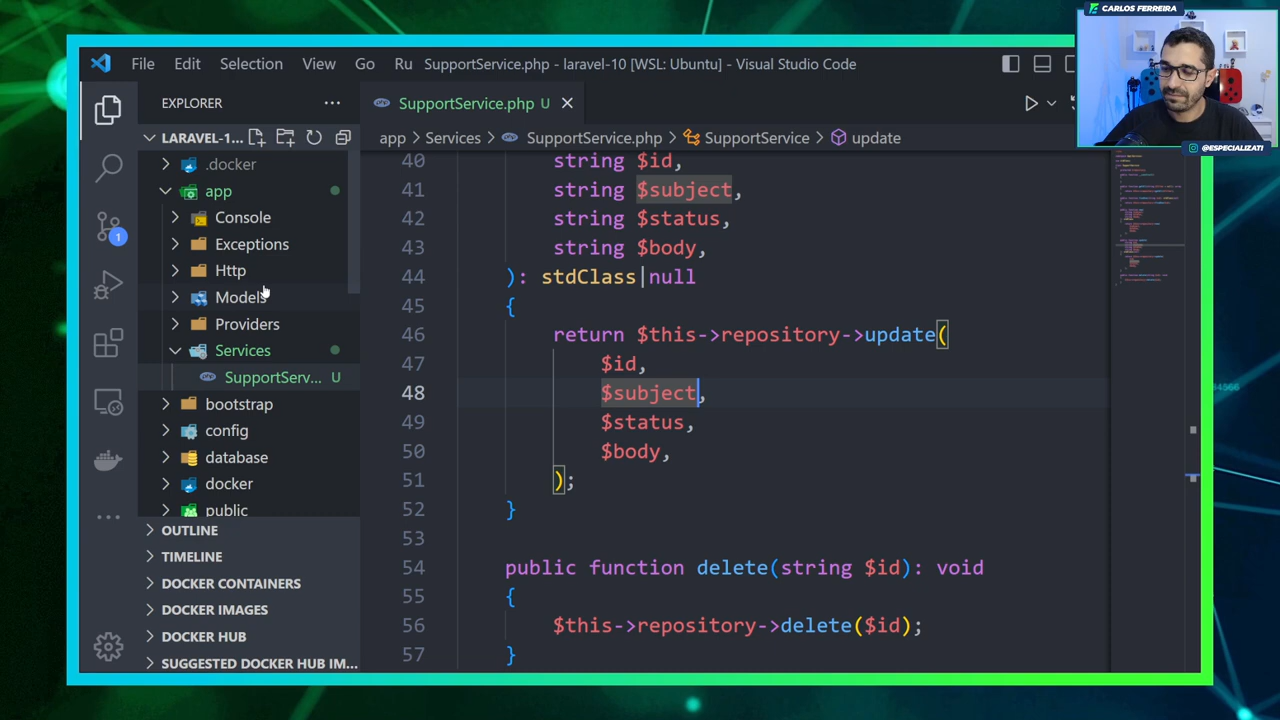 CARLOS FERREIRA
@ESPECIALIZATI
File Edit Selection View Go Ru SupportService.php - laravel-10 [WSL: Ubuntu] - Visual Studio Code
EXPLORER
SupportService.php U
LARAVEL-1...
app Services SupportService.php SupportService update
.docker
app
Console
Exceptions
Http
Models
Providers
Services
SupportServ... U
bootstrap
config
database
docker
public
OUTLINE
TIMELINE
DOCKER CONTAINERS
DOCKER IMAGES
DOCKER HUB
SUGGESTED DOCKER HUB IM...
1
40 string $id,
41 string $subject,
42 string $status,
43 string $body,
44 ): stdClass|null
45 {
46 return $this->repository->update(
47 $id,
48 $subject,
49 $status,
50 $body,
51 );
52 }
53
54 public function delete(string $id): void
55 {
56 $this->repository->delete($id);
57 }